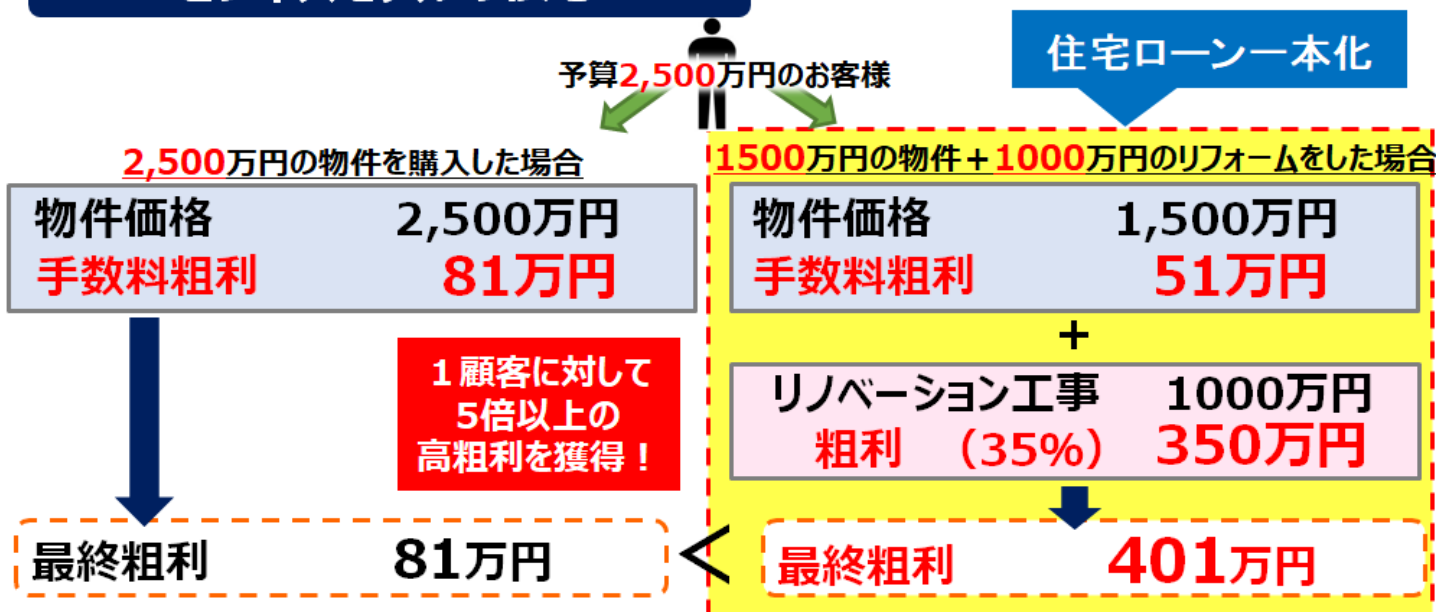 予算2,500万円のお客様
住宅ローン一本化
2,500万円の物件を購入した場合
物件価格 2,500万円
手数料粗利 81万円
1顧客に対して
5倍以上の
高粗利を獲得！
最終粗利 81万円
<
1500万円の物件＋1000万円のリフォームをした場合
物件価格 1,500万円
手数料粗利 51万円
+
リノベーション工事 1000万円
粗利 （35%） 350万円
最終粗利 401万円